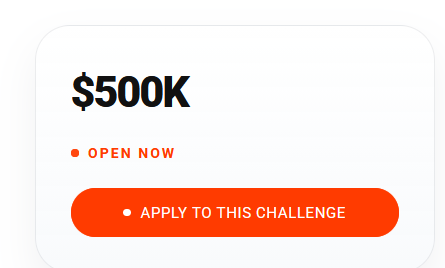 $500K
OPEN NOW
APPLY TO THIS CHALLENGE